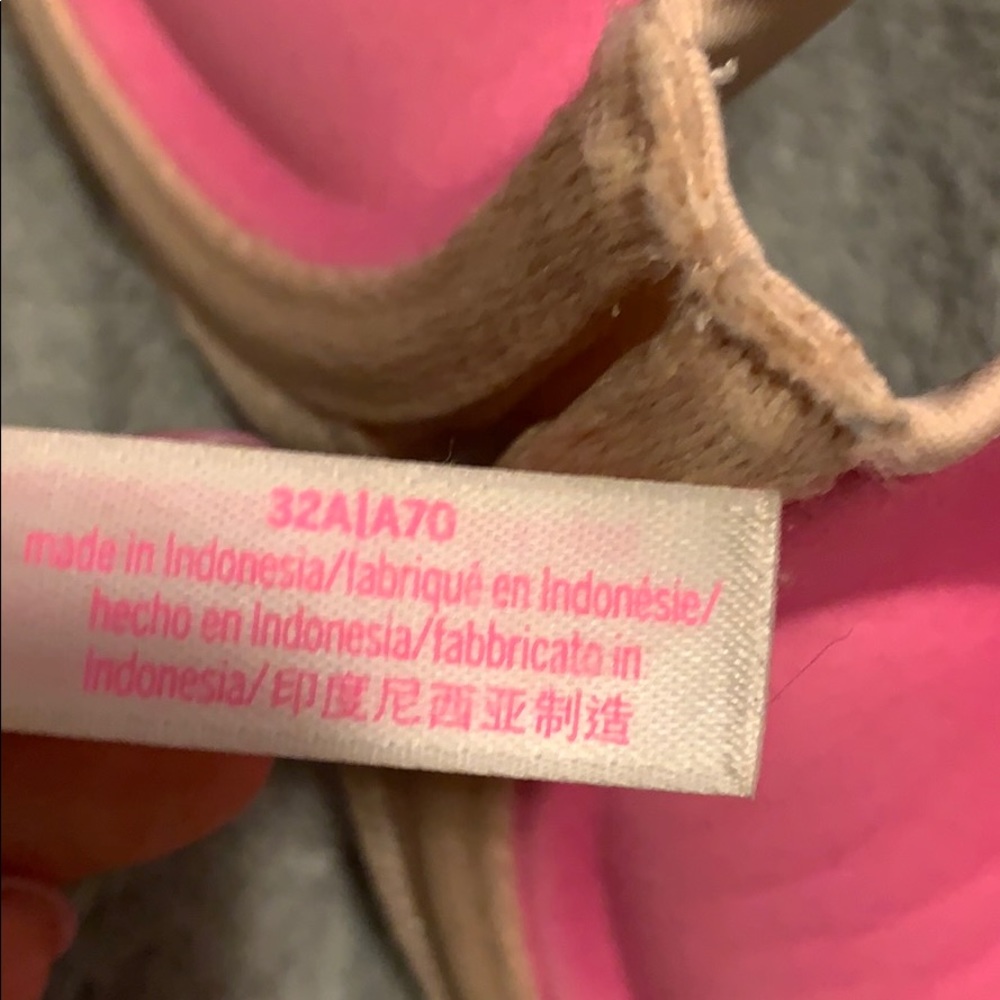 32A|A70
made in Indonesia/fabriqué en Indonésie/
hecho en Indonesia/fabbricato in
Indonesia/印度尼西亚制造